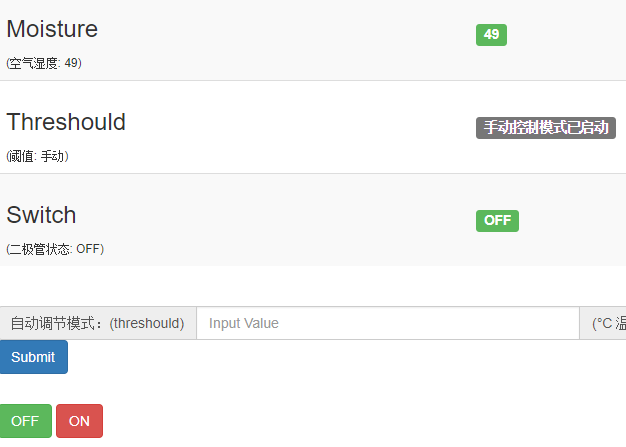 Moisture
49
(空气湿度: 49)
Threshould
手动控制模式已启动
(阈值: 手动)
Switch
OFF
(二极管状态: OFF)
自动调节模式：(threshould) Input Value (°C 温
Submit
OFF ON